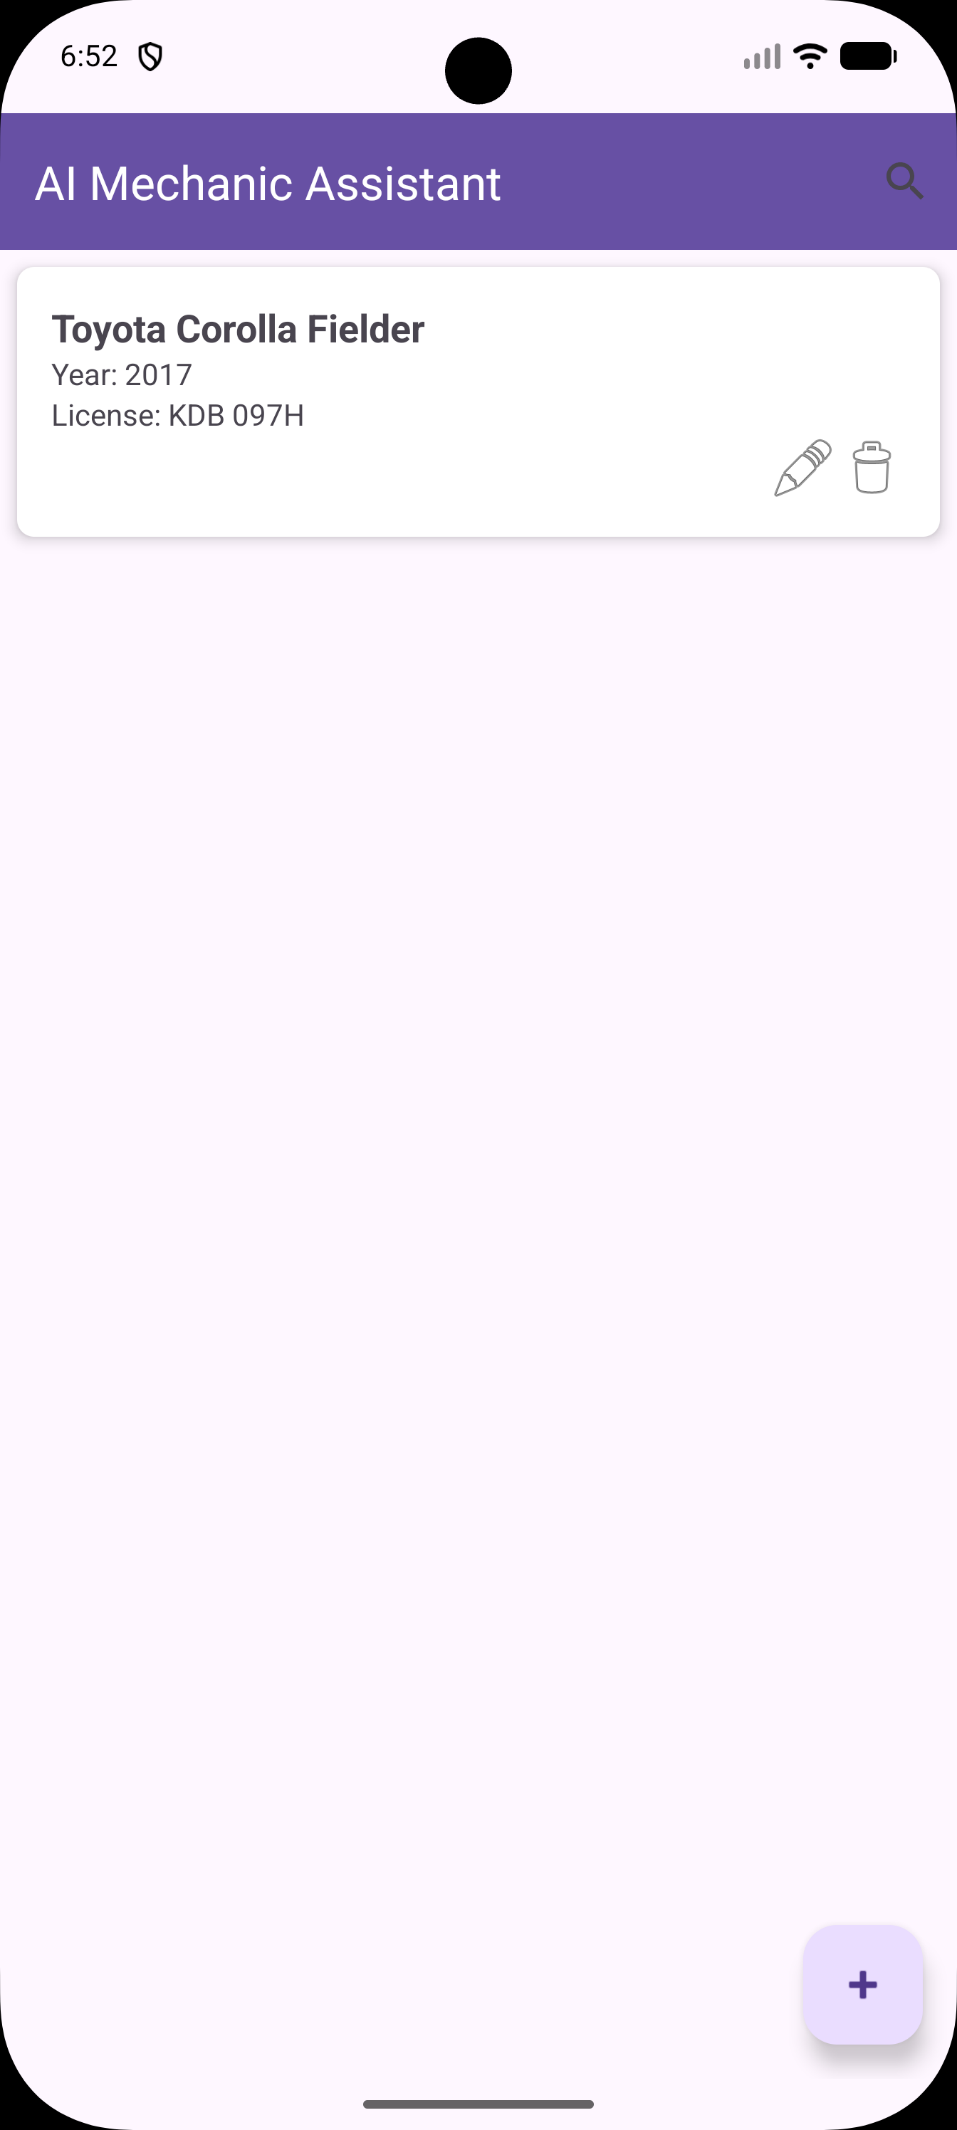 6:52
AI Mechanic Assistant
Toyota Corolla Fielder
Year: 2017
License: KDB 097H